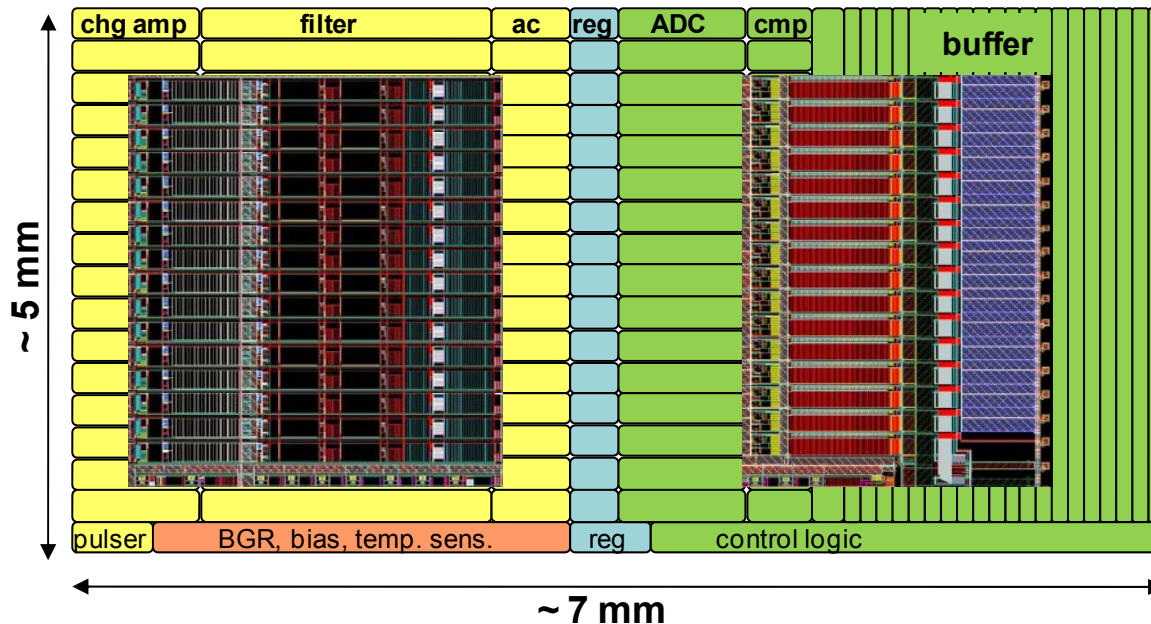 chg amp filter ac reg ADC cmp
buffer
~ 5 mm
pulser BGR, bias, temp. sens. reg control logic
~ 7 mm